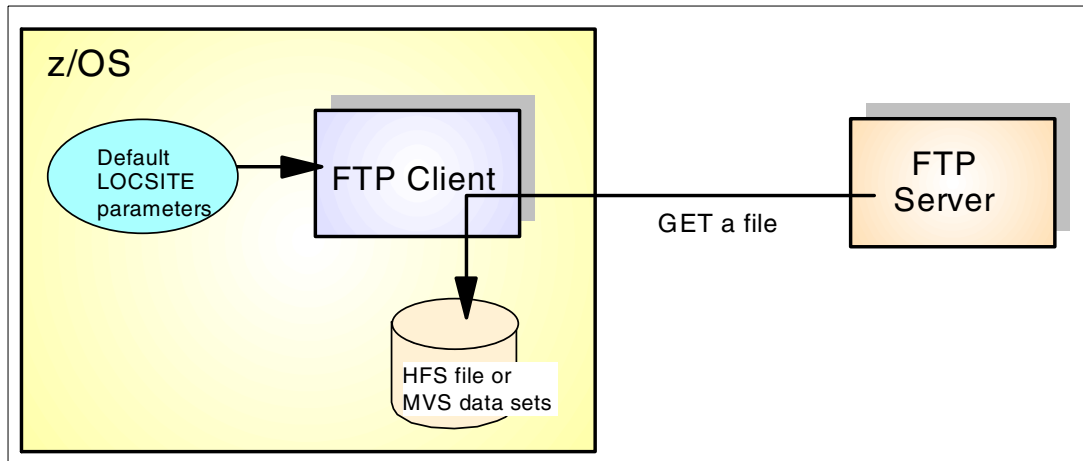 z/OS
Default
LOCSITE
parameters
FTP Client
FTP
Server
GET a file
HFS file or
MVS data sets